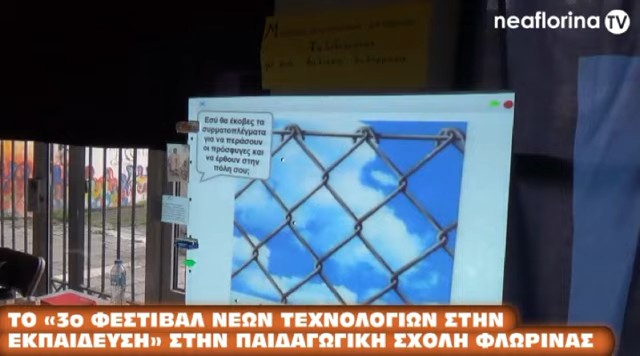 neaflorina TV
Εσύ θα έκοβες τα
συρματοπλέγματα
για να περάσουν
οι πρόσφυγες και
να έρθουν στην
πόλη σου;
ΤΟ «3ο ΦΕΣΤΙΒΑΛ ΝΕΩΝ ΤΕΧΝΟΛΟΓΙΩΝ ΣΤΗΝ
ΕΚΠΑΙΔΕΥΣΗ» ΣΤΗΝ ΠΑΙΔΑΓΩΓΙΚΗ ΣΧΟΛΗ ΦΛΩΡΙΝΑΣ